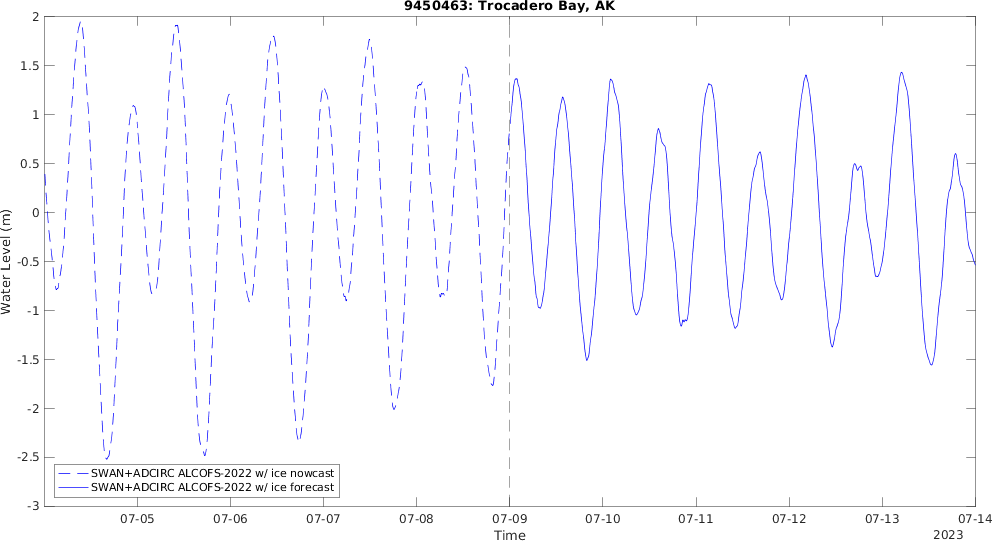 9450463: Trocadero Bay, AK
Water Level (m)
2
1.5
1
0.5
0
-0.5
-1
-1.5
-2
-2.5
-3
SWAN+ADCIRC ALCOFS-2022 w/ ice nowcast
SWAN+ADCIRC ALCOFS-2022 w/ ice forecast
07-05 07-06 07-07 07-08 07-09 07-10 07-11 07-12 07-13 07-14
Time
2023